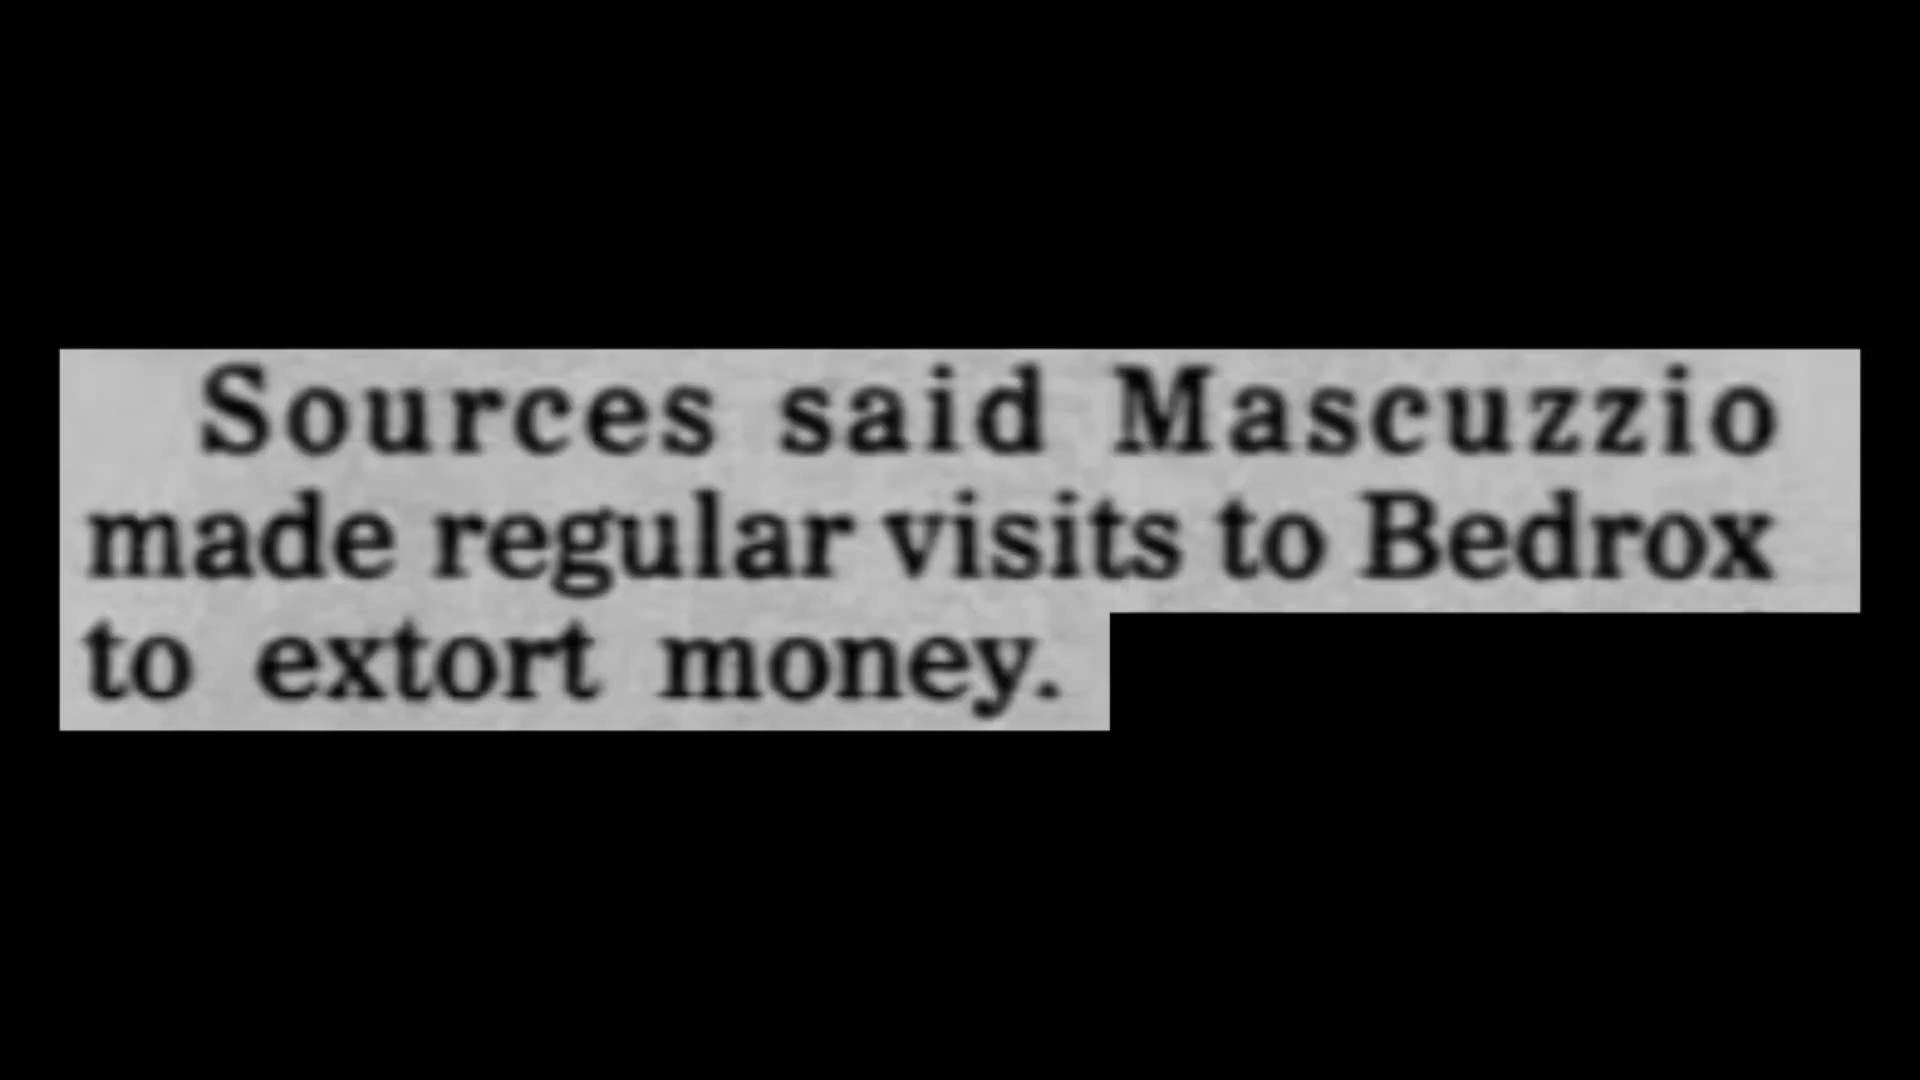 Sources said Mascuzzio
made regular visits to Bedrox
to extort money.